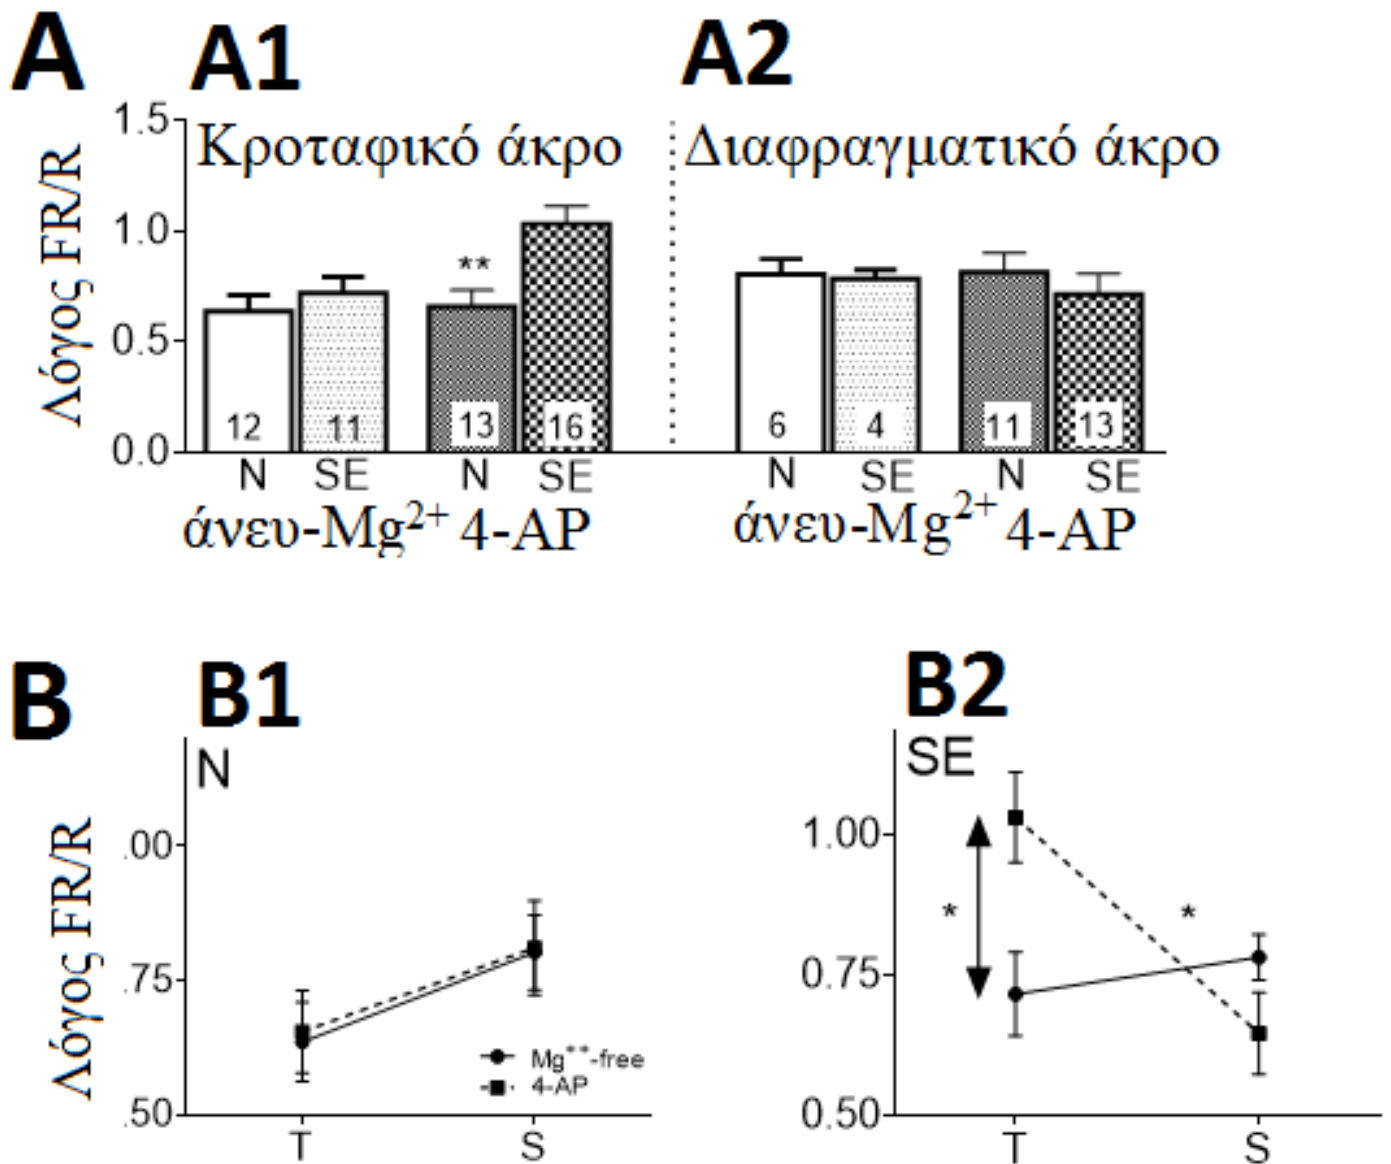 A A1 A2
Λόγος FR/R
1.5
1.0
0.5
0.0
Κροταφικό άκρο
Διαφραγματικό άκρο
**
12 11 13 16 6 4 11 13
N SE N SE N SE N SE
άνευ-Mg²⁺ 4-AP άνευ-Mg²⁺ 4-AP
B B1 B2
Λόγος FR/R
N
.00
.75
.50
Mg**-free
4-AP
T S
SE
1.00
0.75
0.50
* *
T S